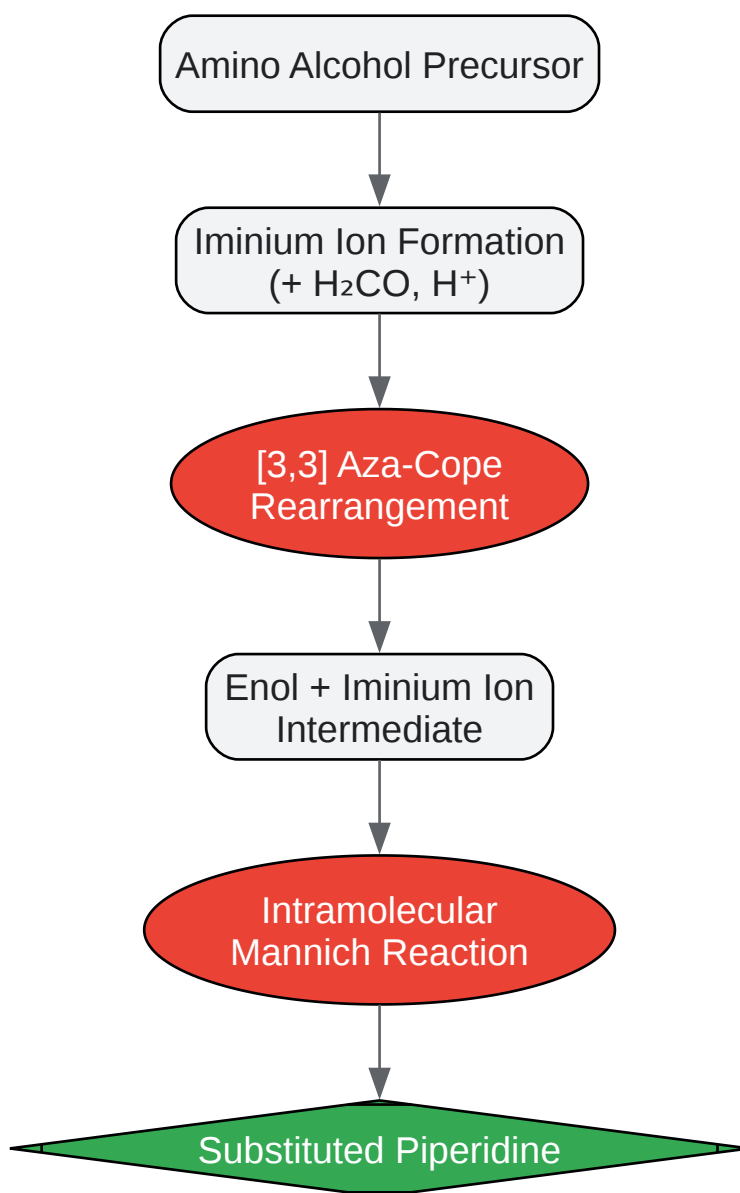 Amino Alcohol Precursor
Iminium Ion Formation
(+ H₂CO, H⁺)
[3,3] Aza-Cope
Rearrangement
Enol + Iminium Ion
Intermediate
Intramolecular
Mannich Reaction
Substituted Piperidine